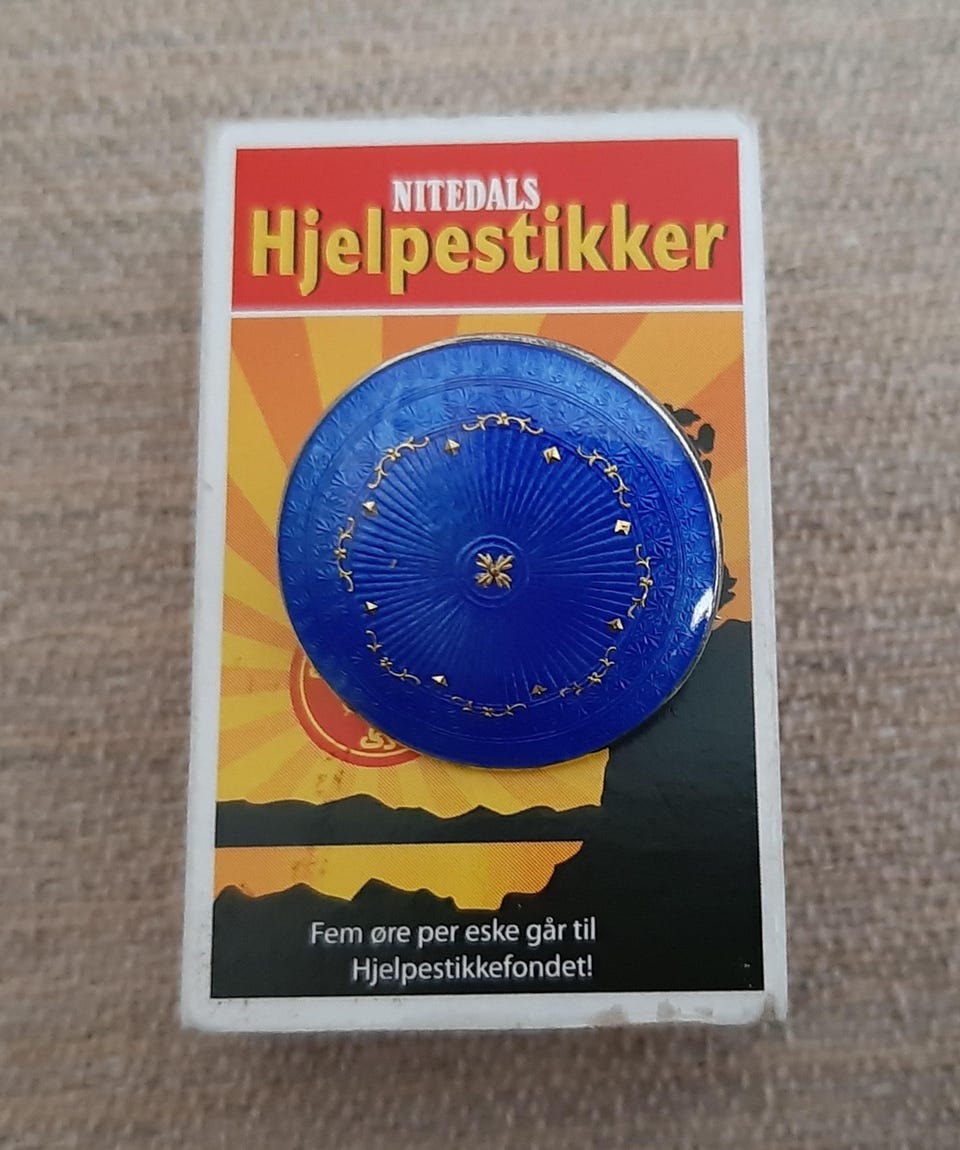 NITEDALS
Hjelpestikker
Fem øre per eske går til
Hjelpestikkefondet!